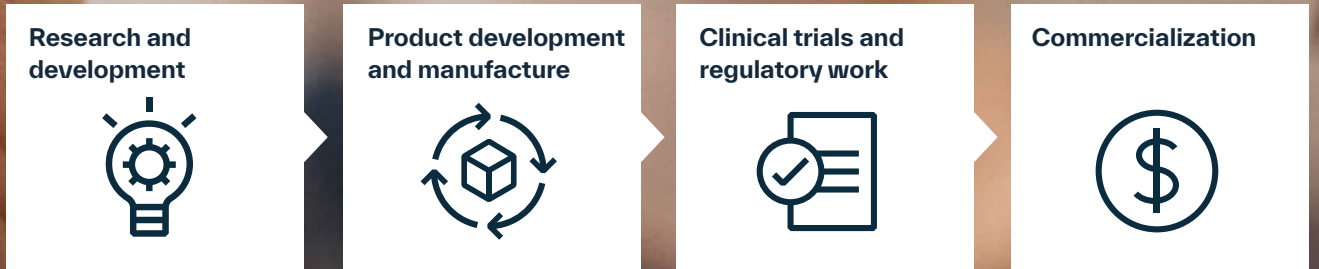 Research and
development
Product development
and manufacture
Clinical trials and
regulatory work
Commercialization